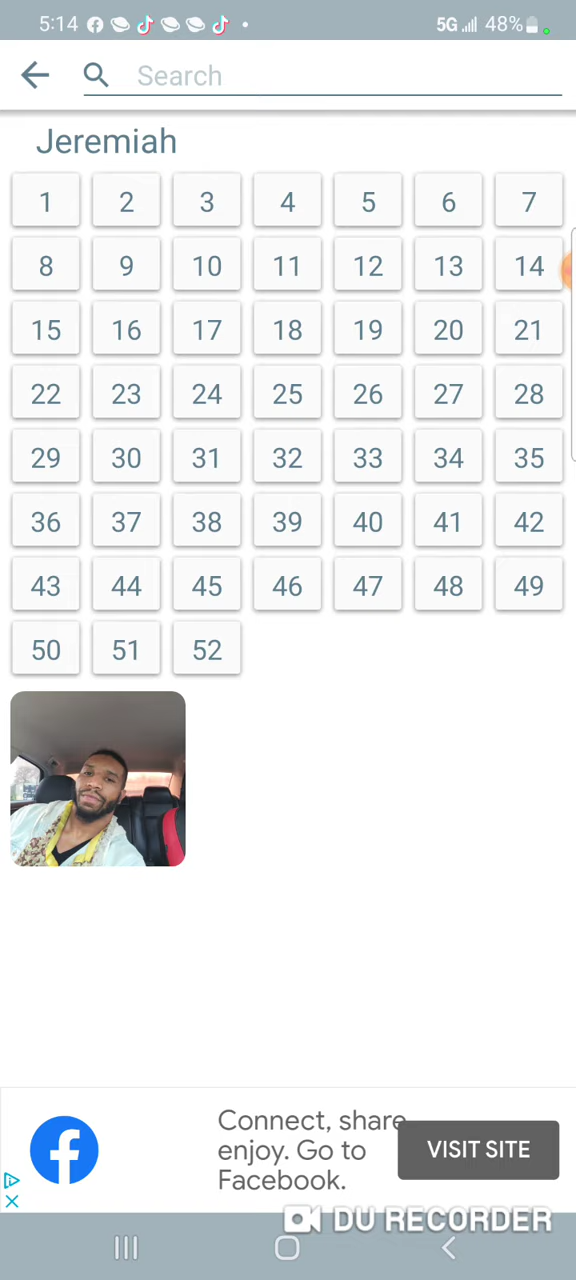 5:14 5G 48%
Search
Jeremiah
1 2 3 4 5 6 7
8 9 10 11 12 13 14
15 16 17 18 19 20 21
22 23 24 25 26 27 28
29 30 31 32 33 34 35
36 37 38 39 40 41 42
43 44 45 46 47 48 49
50 51 52
Connect, share
enjoy. Go to
Facebook.
VISIT SITE
DU RECORDER